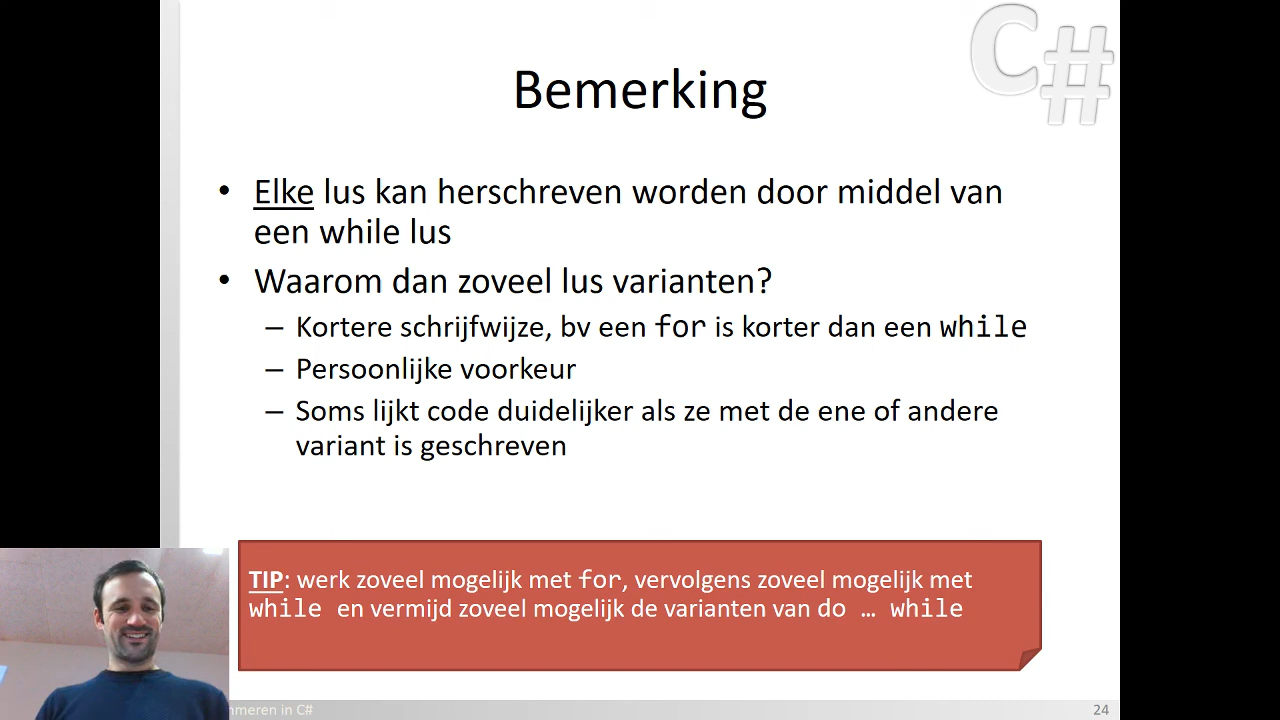 C#
Bemerking
• Elke lus kan herschreven worden door middel van
een while lus
• Waarom dan zoveel lus varianten?
– Kortere schrijfwijze, bv een for is korter dan een while
– Persoonlijke voorkeur
– Soms lijkt code duidelijker als ze met de ene of andere
variant is geschreven
TIP: werk zoveel mogelijk met for, vervolgens zoveel mogelijk met
while en vermijd zoveel mogelijk de varianten van do … while
in C#
24